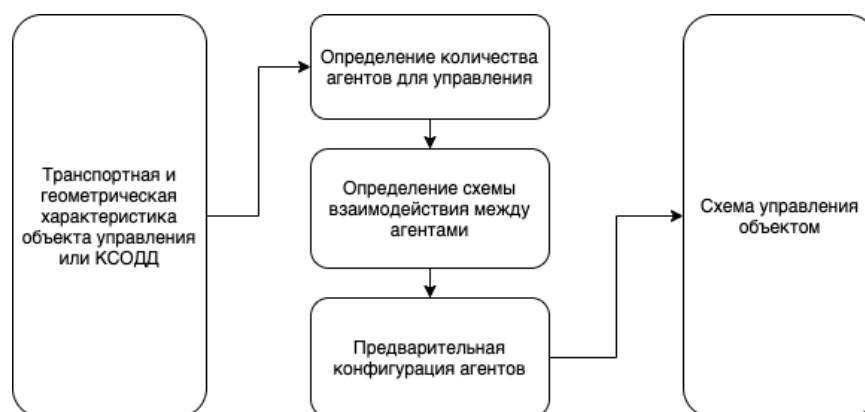 Транспортная и
геометрическая
характеристика
объекта управления
или КСОДД
Определение количества
агентов для управления
Определение схемы
взаимодействия между
агентами
Предварительная
конфигурация агентов
Схема управления
объектом